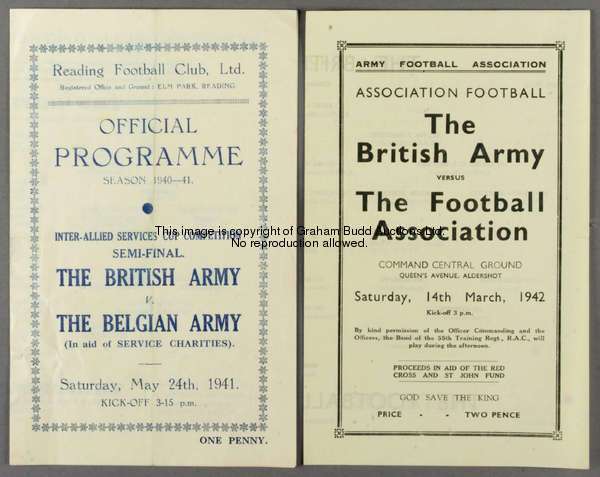 Reading Football Club, Ltd.
Registered Office and Ground: ELM PARK, READING
OFFICIAL
PROGRAMME
SEASON 1940—41.
INTER-ALLIED SERVICES CUP COMPETITION
SEMI-FINAL.
THE BRITISH ARMY
v.
THE BELGIAN ARMY
(In aid of SERVICE CHARITIES).
Saturday, May 24th, 1941.
KICK-OFF 3-15 p.m.
ONE PENNY.
ARMY FOOTBALL ASSOCIATION
ASSOCIATION FOOTBALL
The
British Army
VERSUS
The Football
Association
COMMAND CENTRAL GROUND
QUEEN'S AVENUE, ALDERSHOT
Saturday, 14th March, 1942
Kick-off 3 p.m.
By kind permission of the Officer Commanding and the
Officers, the Band of the 55th Training Regt., R.A.C., will
play during the afternoon.
PROCEEDS IN AID OF THE RED
CROSS AND ST JOHN FUND
GOD SAVE THE KING
PRICE - - TWO PENCE
This image is copyright of Graham Budd Auctions Ltd.
No reproduction allowed.